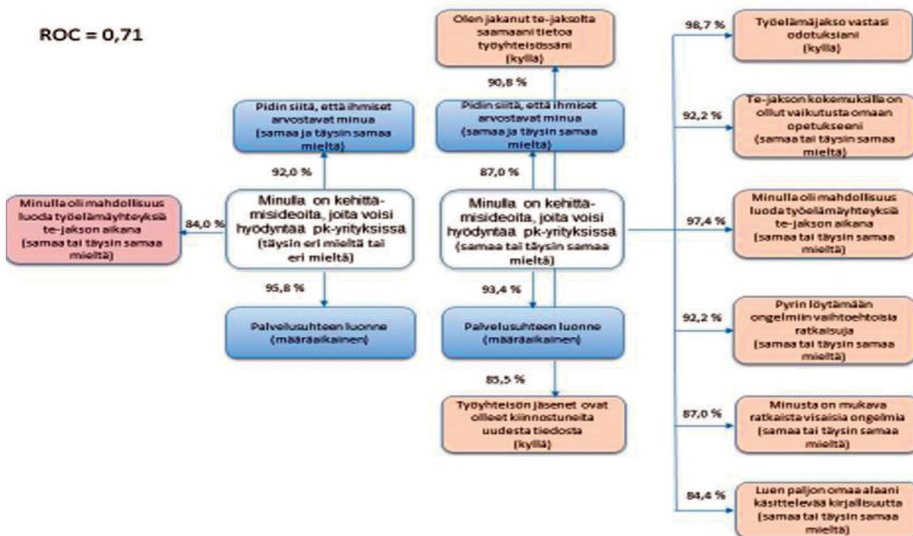 ROC = 0,71
Olen jakanut te-jaksolta
saamaani tietoa
työyhteisössäni
(kyllä)
90,8 %
Pidin siitä, että ihmiset
arvostavat minua
(samaa ja täysin samaa
mieltä)
92,0 %
Pidin siitä, että ihmiset
arvostavat minua
(samaa ja täysin samaa
mieltä)
87,0 %
Minulla oli mahdollisuus
luoda työelämäyhteyksiä
te-jakson aikana
(samaa tai täysin samaa
mieltä)
84,0 %
Minulla on kehittä-
misideoita, joita voisi
hyödyntää pk-yrityksissä
(täysin eri mieltä tai
eri mieltä)
Minulla on kehittä-
misideoita, joita voisi
hyödyntää pk-yrityksissä
(samaa tai täysin samaa
mieltä)
95,8 %
Palvelusuhteen luonne
(määräaikainen)
93,4 %
Palvelusuhteen luonne
(määräaikainen)
85,5 %
Työyhteisön jäsenet ovat
olleet kiinnostuneita
uudesta tiedosta
(kyllä)
98,7 %
Työelämäjakso vastasi
odotuksiani
(kyllä)
92,2 %
Te-jakson kokemuksilla on
ollut vaikutusta omaan
opetukseeni
(samaa tai täysin samaa
mieltä)
97,4 %
Minulla oli mahdollisuus
luoda työelämäyhteyksiä
te-jakson aikana
(samaa tai täysin samaa
mieltä)
92,2 %
Pyrin löytämään
ongelmiin vaihtoehtoisia
ratkaisuja
(samaa tai täysin samaa
mieltä)
87,0 %
Minusta on mukava
ratkaista visaisia ongelmia
(samaa tai täysin samaa
mieltä)
84,4 %
Luen paljon omaa alaani
käsittelevää kirjallisuutta
(samaa tai täysin samaa
mieltä)